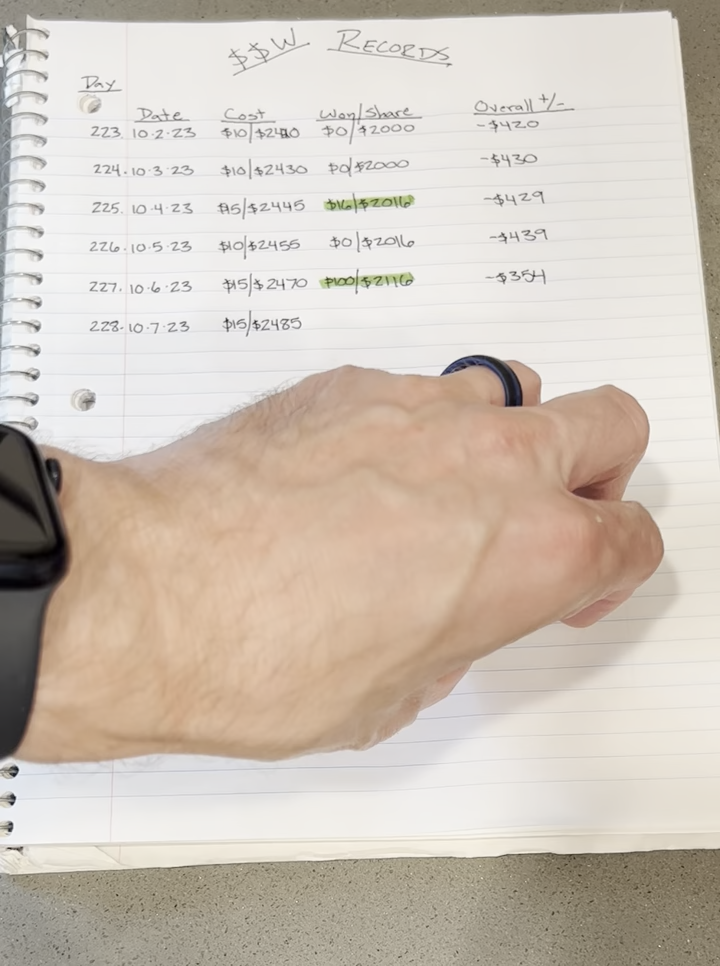 $$W RECORDS
Day
Date Cost Won/Share Overall +/-
223. 10.2.23 $10/$2420 $0/$2000 -$420
224. 10.3.23 $10/$2430 $0/$2000 -$430
225. 10.4.23 $15/$2445 $16/$2016 -$429
226. 10.5.23 $10/$2455 $0/$2016 -$439
227. 10.6.23 $15/$2470 $100/$2116 -$354
228. 10.7.23 $15/$2485